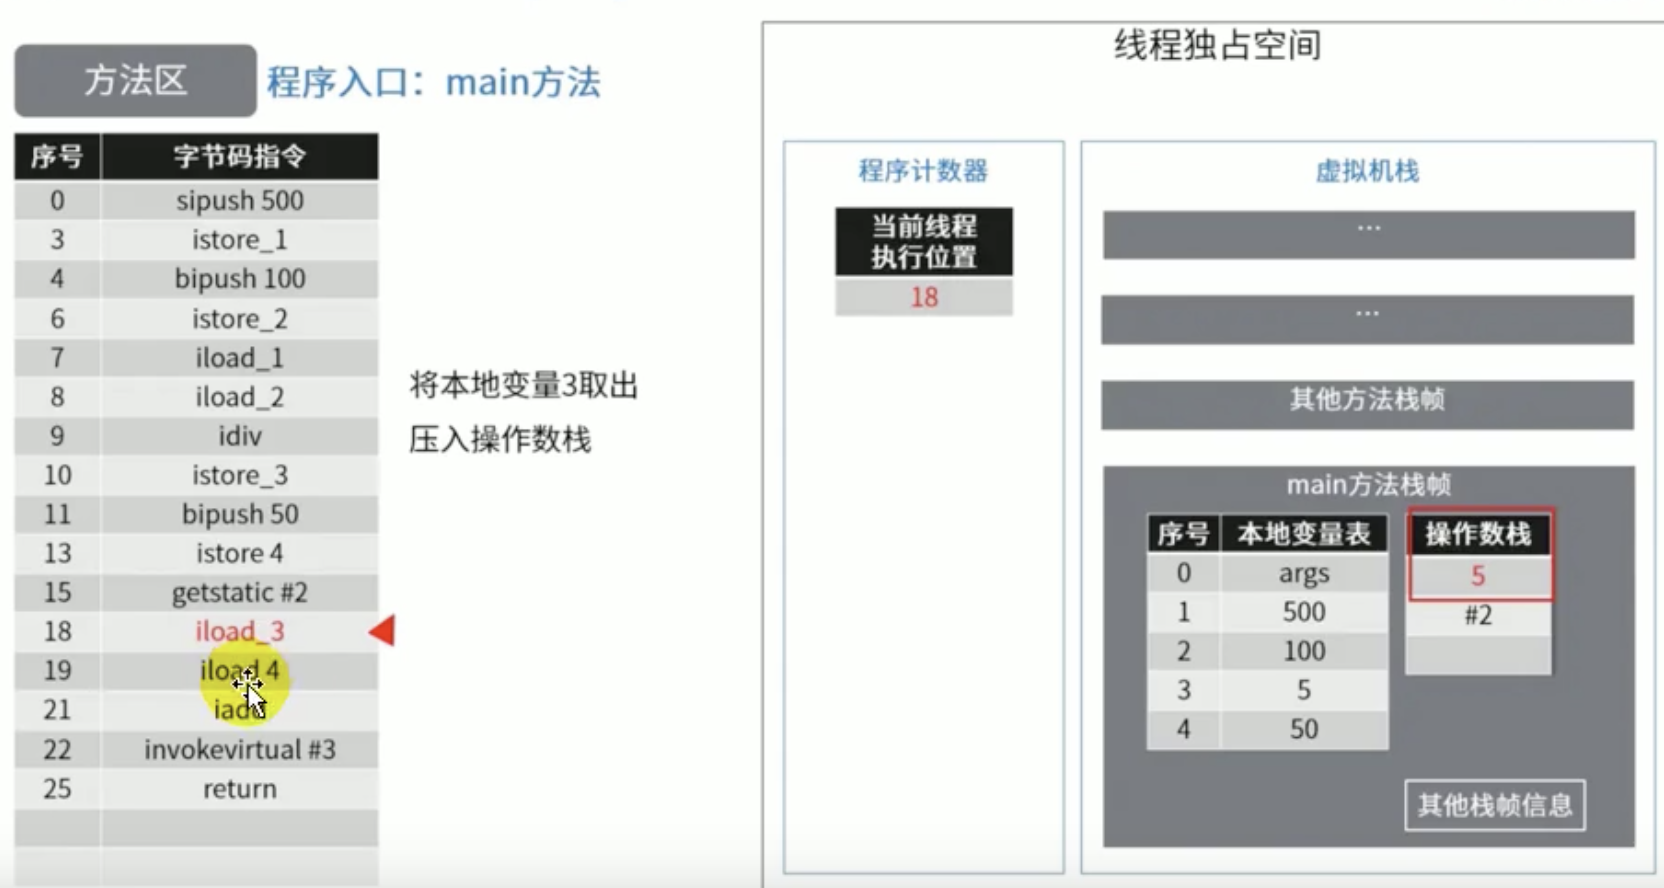 方法区
程序入口：main方法
序号 字节码指令
0 sipush 500
3 istore_1
4 bipush 100
6 istore_2
7 iload_1
8 iload_2
9 idiv
10 istore_3
11 bipush 50
13 istore 4
15 getstatic #2
18 iload_3
19 iload 4
21 iadd
22 invokevirtual #3
25 return
将本地变量3取出
压入操作数栈
线程独占空间
程序计数器
当前线程
执行位置
18
虚拟机栈
...
...
其他方法栈帧
main方法栈帧
序号 本地变量表
0 args
1 500
2 100
3 5
4 50
操作数栈
5
#2
其他栈帧信息